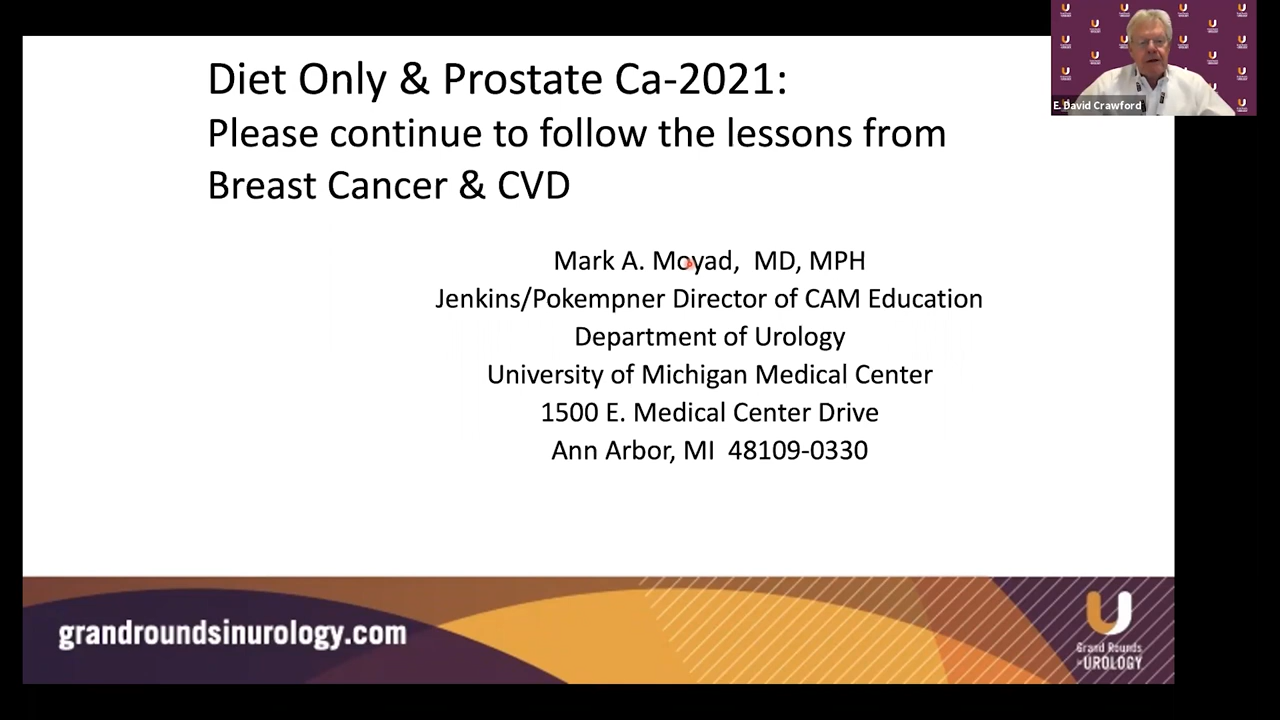 Diet Only & Prostate Ca-2021:
Please continue to follow the lessons from
Breast Cancer & CVD
Mark A. Moyad,  MD, MPH
Jenkins/Pokempner Director of CAM Education
Department of Urology
University of Michigan Medical Center
1500 E. Medical Center Drive
Ann Arbor, MI  48109-0330
E. David Crawford
grandroundsinurology.com
Grand Rounds
in UROLOGY